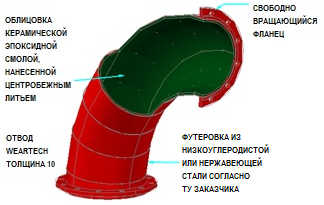 ОБЛИЦОВКА
КЕРАМИЧЕСКОЙ
ЭПОКСИДНОЙ
СМОЛОЙ,
НАНЕСЕННОЙ
ЦЕНТРОБЕЖНЫМ
ЛИТЬЕМ
СВОБОДНО
ВРАЩАЮЩИЙСЯ
ФЛАНЕЦ
ОТВОД
WEARTECH
ТОЛЩИНА 10
ФУТЕРОВКА ИЗ
НИЗКОУГЛЕРОДИСТОЙ
ИЛИ НЕРЖАВЕЮЩЕЙ
СТАЛИ СОГЛАСНО
ТУ ЗАКАЗЧИКА